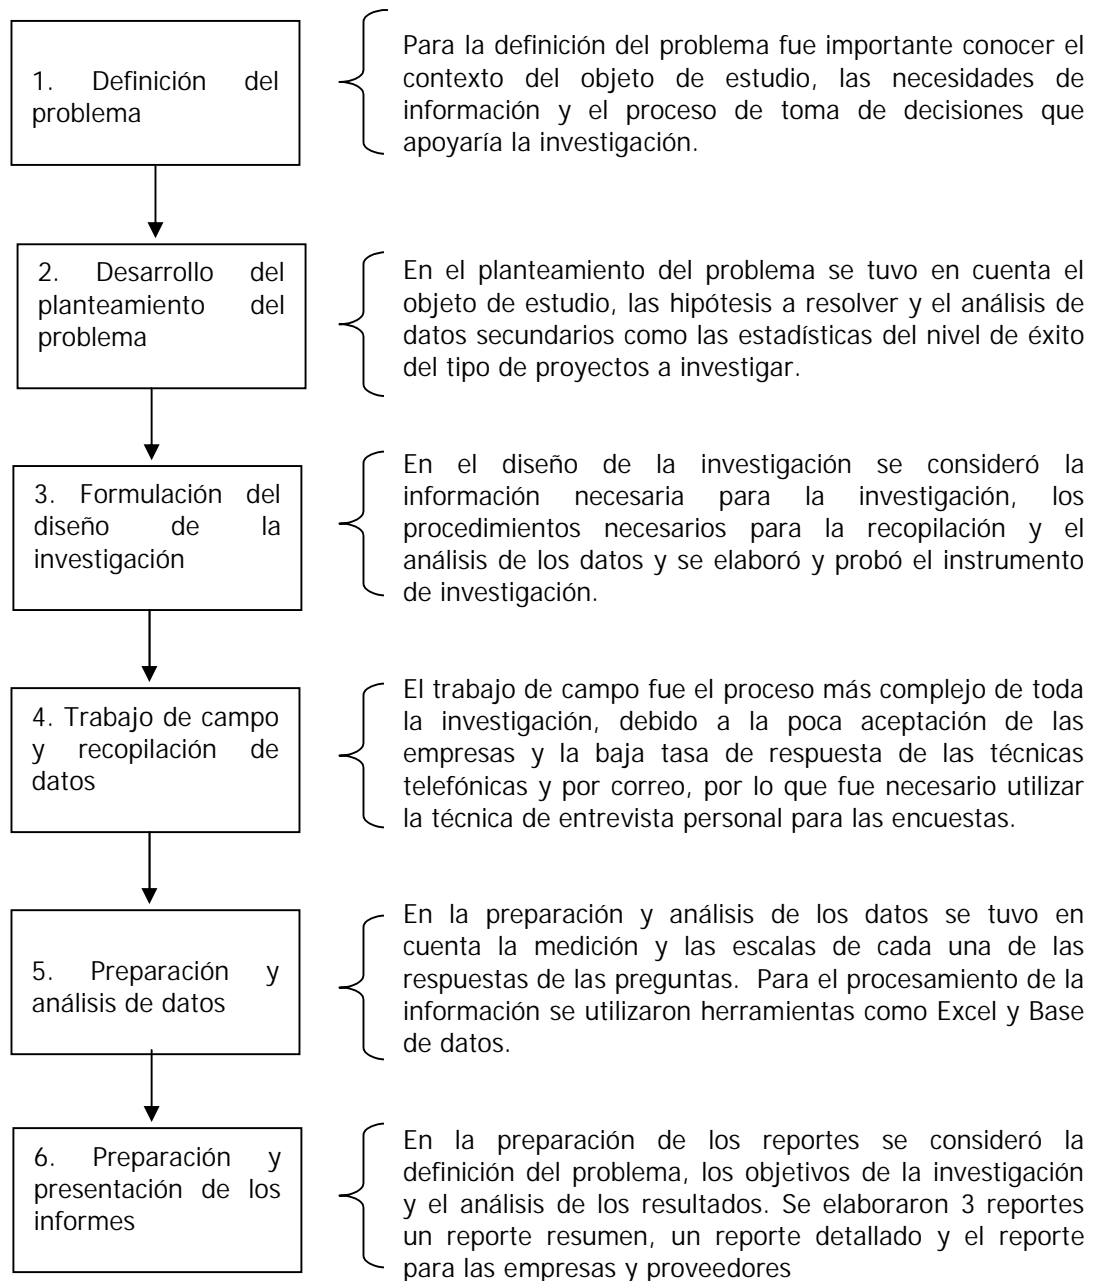 1. Definición del
problema
Para la definición del problema fue importante conocer el
contexto del objeto de estudio, las necesidades de
información y el proceso de toma de decisiones que
apoyaría la investigación.
2. Desarrollo del
planteamiento del
problema
En el planteamiento del problema se tuvo en cuenta el
objeto de estudio, las hipótesis a resolver y el análisis de
datos secundarios como las estadísticas del nivel de éxito
del tipo de proyectos a investigar.
3. Formulación del
diseño de la
investigación
En el diseño de la investigación se consideró la
información necesaria para la investigación, los
procedimientos necesarios para la recopilación y el
análisis de los datos y se elaboró y probó el instrumento
de investigación.
4. Trabajo de campo
y recopilación de
datos
El trabajo de campo fue el proceso más complejo de toda
la investigación, debido a la poca aceptación de las
empresas y la baja tasa de respuesta de las técnicas
telefónicas y por correo, por lo que fue necesario utilizar
la técnica de entrevista personal para las encuestas.
5. Preparación y
análisis de datos
En la preparación y análisis de los datos se tuvo en
cuenta la medición y las escalas de cada una de las
respuestas de las preguntas. Para el procesamiento de la
información se utilizaron herramientas como Excel y Base
de datos.
6. Preparación y
presentación de los
informes
En la preparación de los reportes se consideró la
definición del problema, los objetivos de la investigación
y el análisis de los resultados. Se elaboraron 3 reportes
un reporte resumen, un reporte detallado y el reporte
para las empresas y proveedores